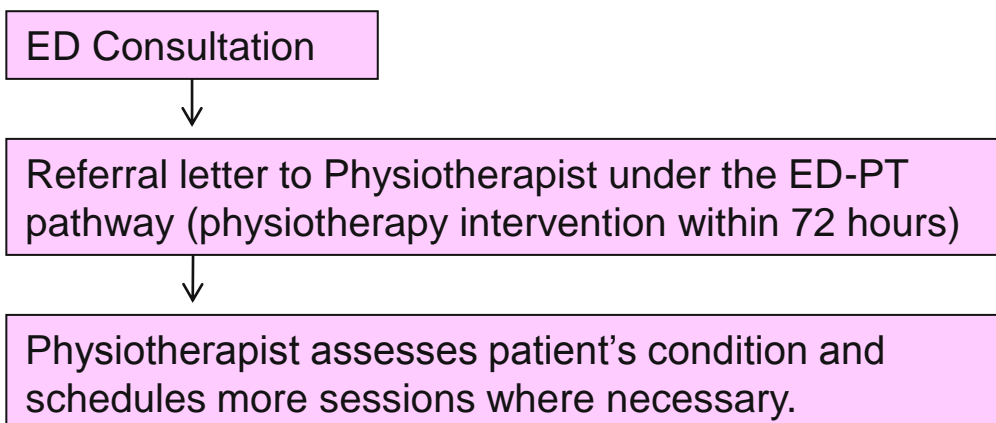 ED Consultation
Referral letter to Physiotherapist under the ED-PT
pathway (physiotherapy intervention within 72 hours)
Physiotherapist assesses patient’s condition and
schedules more sessions where necessary.